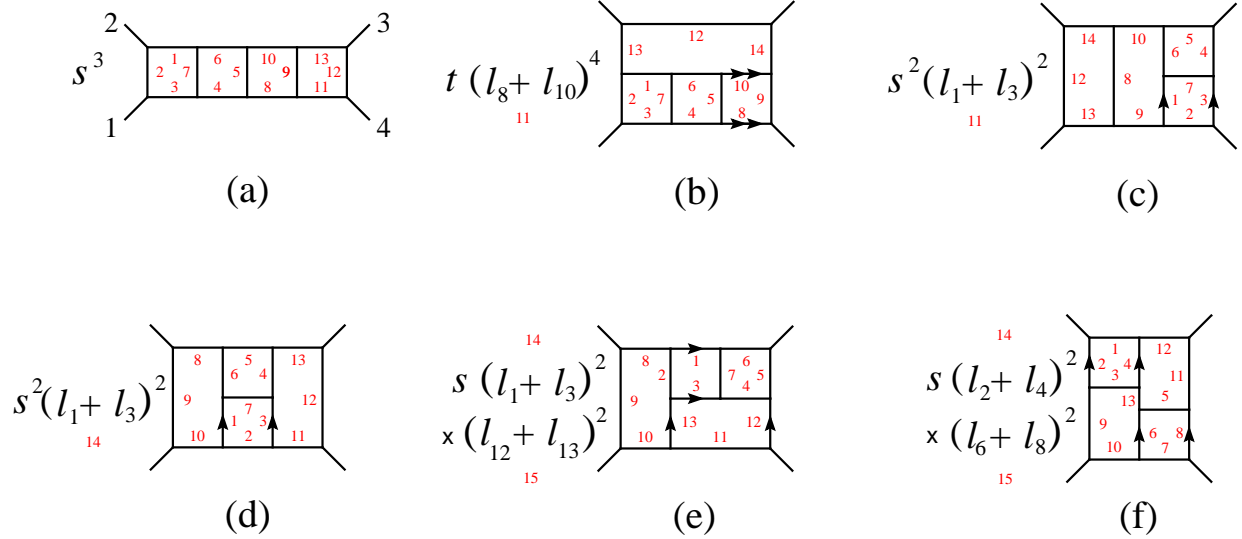 2 3
s³
1 6 10 13
2 7 5 9 12
3 4 8 11
1 4
(a)
12
13 14
t (l₈ + l₁₀)⁴
11
1 6 10
2 7 5 9
3 4 8
(b)
14 10 5
6 4
s² (l₁ + l₃)²
11
12 8
7
1 3
13 9 2
(c)
8 5 13
6 4
s² (l₁ + l₃)²
14
9 7 12
1 3
10 2 11
(d)
14
s (l₁ + l₃)²
x (l₁₂ + l₁₃)²
15
8 1 6
2 7 5
3 4
9 13 12
10 11
(e)
14
s (l₂ + l₄)²
x (l₆ + l₈)²
15
1 12
2 4
3 11
13 5
9 6 8
10 7
(f)